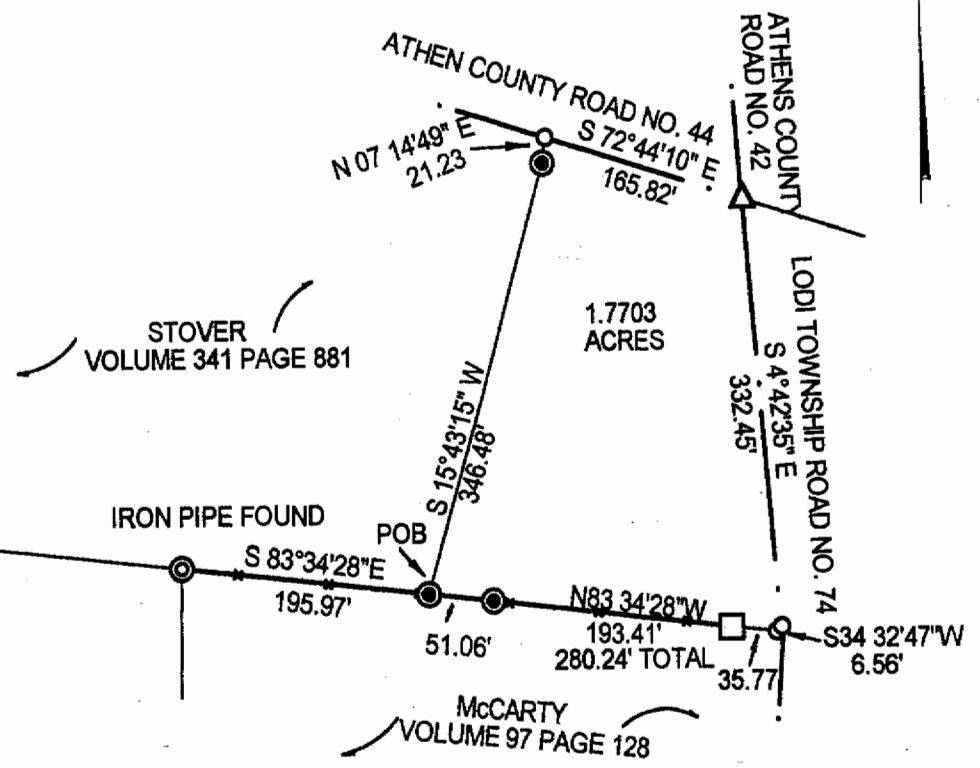 ATHEN COUNTY ROAD NO. 44
S 72°44'10" E
165.82'
ATHENS COUNTY
ROAD NO. 42
N 07 14'49" E
21.23
1.7703
ACRES
STOVER
VOLUME 341 PAGE 881
LODI TOWNSHIP ROAD NO. 74
S 4°42'35" E
332.45'
S 15°43'15" W
346.48'
IRON PIPE FOUND
POB
S 83°34'28"E
195.97'
51.06'
N83 34'28"W
193.41'
280.24' TOTAL
35.77
S34 32'47"W
6.56'
McCARTY
VOLUME 97 PAGE 128